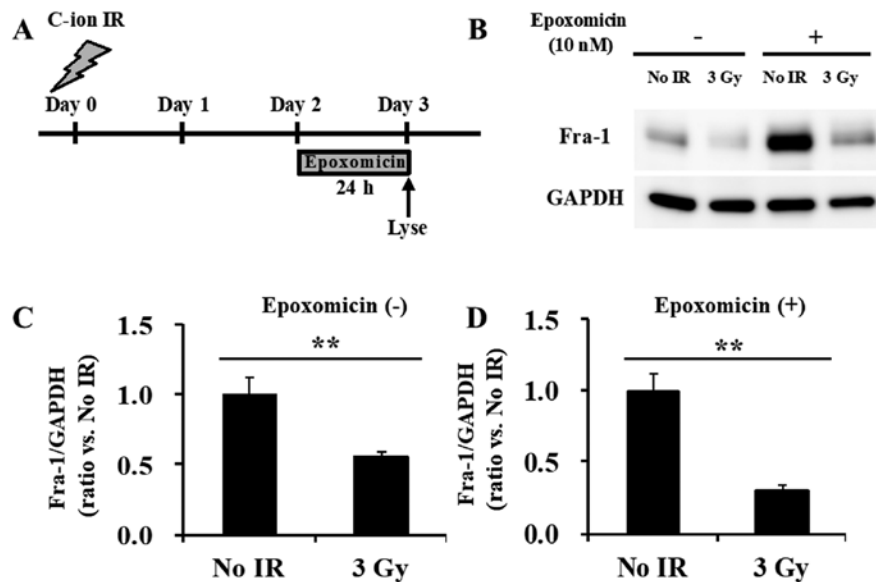 A
C-ion IR
Day 0 Day 1 Day 2 Day 3
Epoxomicin
24 h
Lyse
B
Epoxomicin
(10 nM)
- +
No IR 3 Gy No IR 3 Gy
Fra-1
GAPDH
C
Epoxomicin (-)
Fra-1/GAPDH
(ratio vs. No IR)
1.5
1.0
0.5
0.0
**
No IR 3 Gy
D
Epoxomicin (+)
Fra-1/GAPDH
(ratio vs. No IR)
1.5
1.0
0.5
0.0
**
No IR 3 Gy